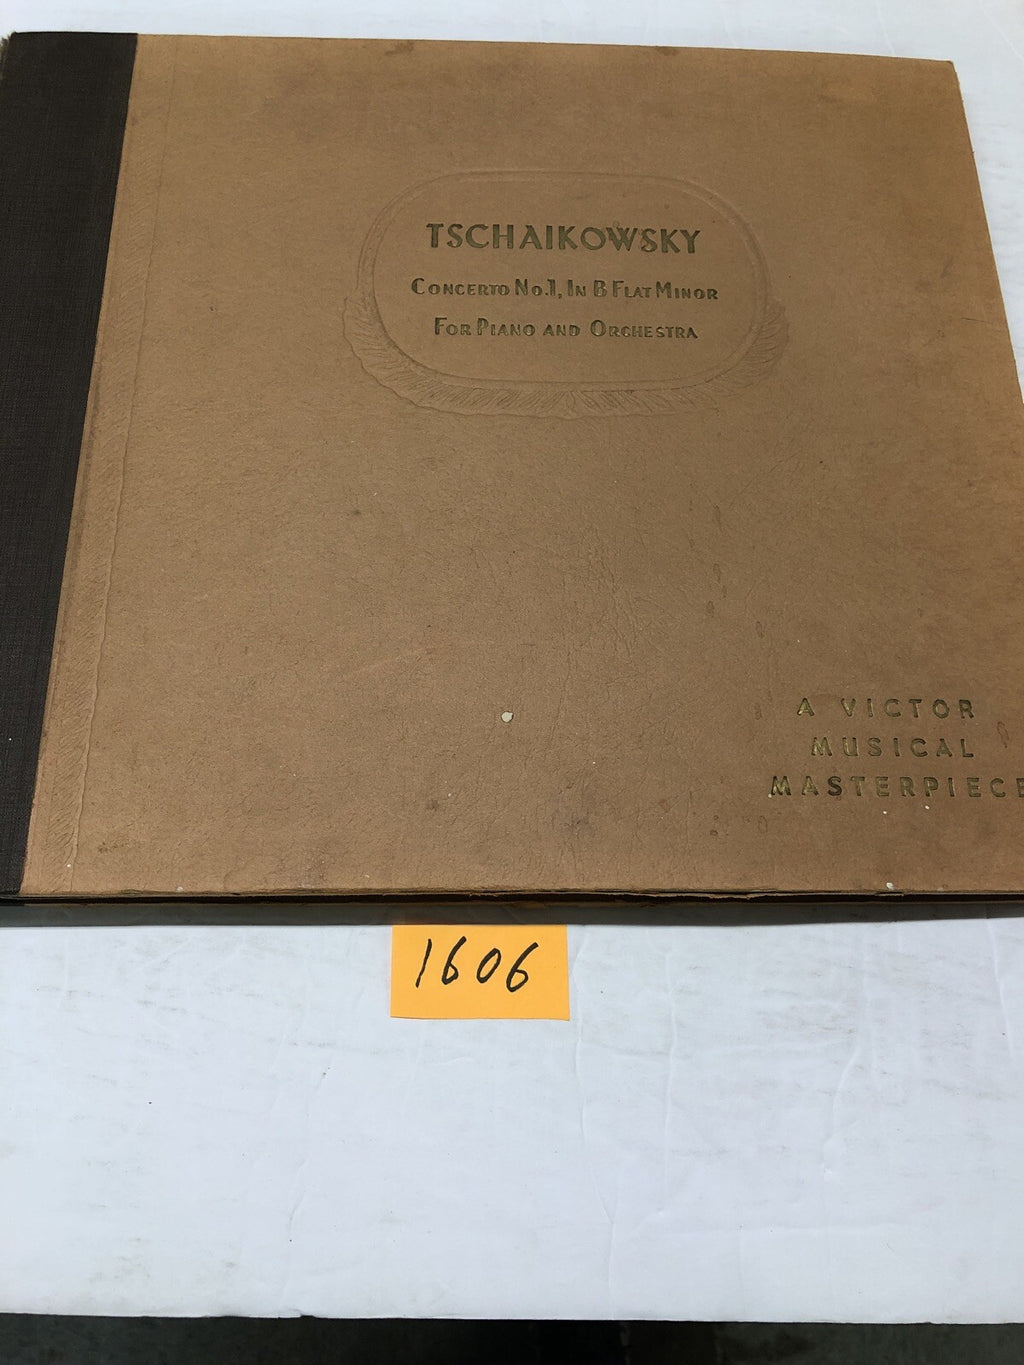 TSCHAIKOWSKY
CONCERTO NO. 1, IN B FLAT MINOR
FOR PIANO AND ORCHESTRA
A VICTOR
MUSICAL
MASTERPIECE
1606